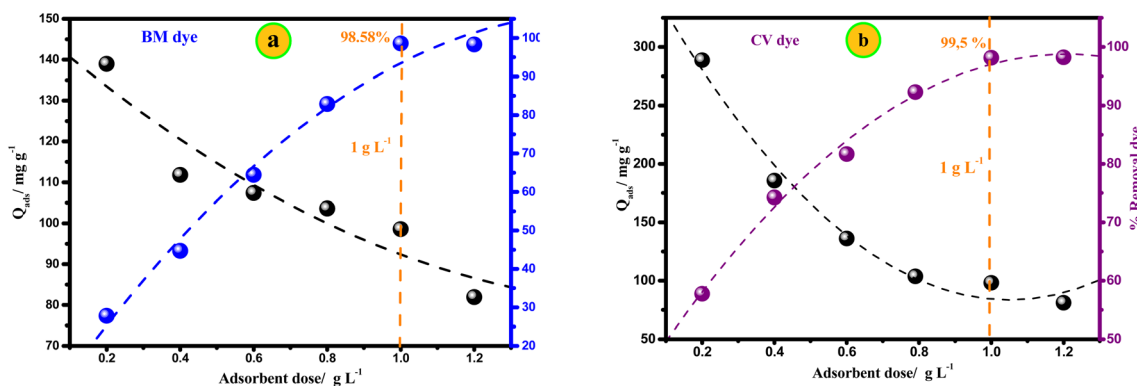 a
BM dye
98.58%
1 g L⁻¹
Q_ads/ mg g⁻¹
150
140
130
120
110
100
90
80
70
100
90
80
70
60
50
40
30
20
0.2 0.4 0.6 0.8 1.0 1.2
Adsorbent dose/ g L⁻¹
b
CV dye
99,5 %
1 g L⁻¹
Q_ads/ mg g⁻¹
300
250
200
150
100
50
100
90
80
70
60
50
% Removal dye
0.2 0.4 0.6 0.8 1.0 1.2
Adsorbent dose/ g L⁻¹